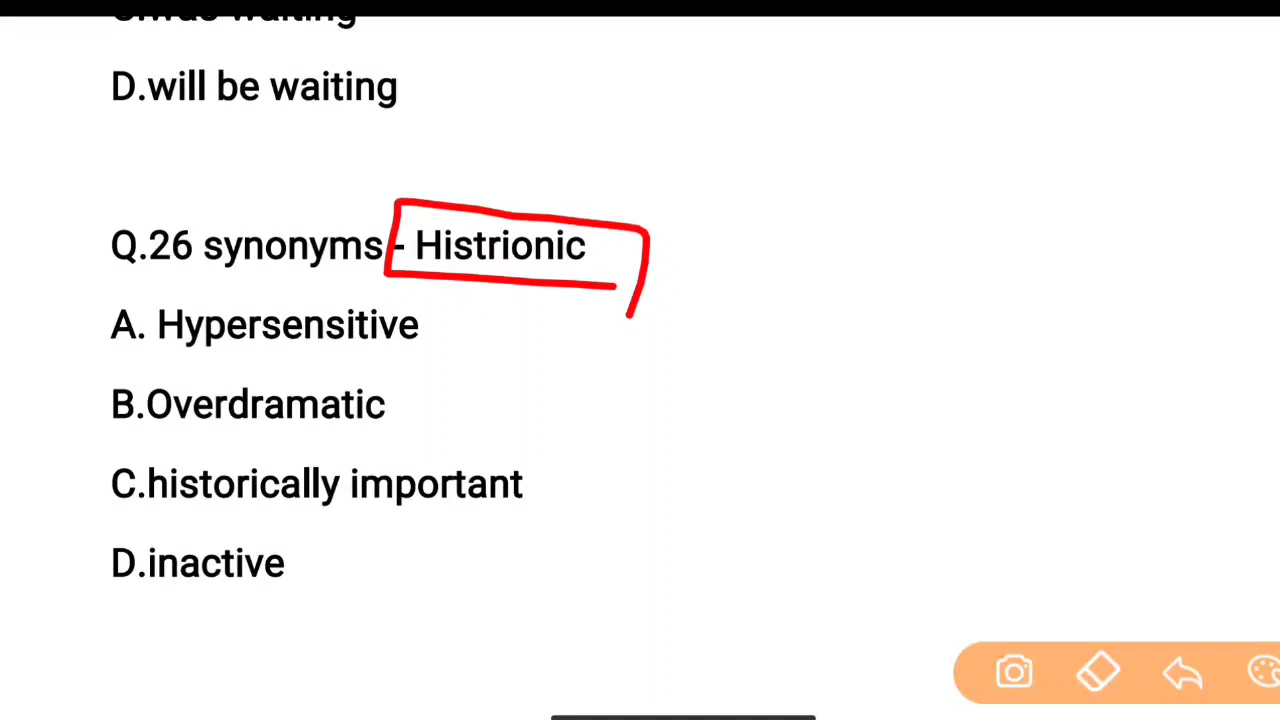 D.will be waiting
Q.26 synonyms - Histrionic
A. Hypersensitive
B.Overdramatic
C.historically important
D.inactive